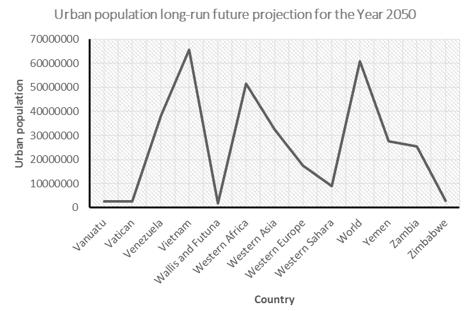 Urban population long-run future projection for the Year 2050
70000000
60000000
50000000
40000000
30000000
20000000
10000000
0
Urban population
Vanuatu
Vatican
Venezuela
Vietnam
Wallis and Futuna
Western Africa
Western Asia
Western Europe
Western Sahara
World
Yemen
Zambia
Zimbabwe
Country